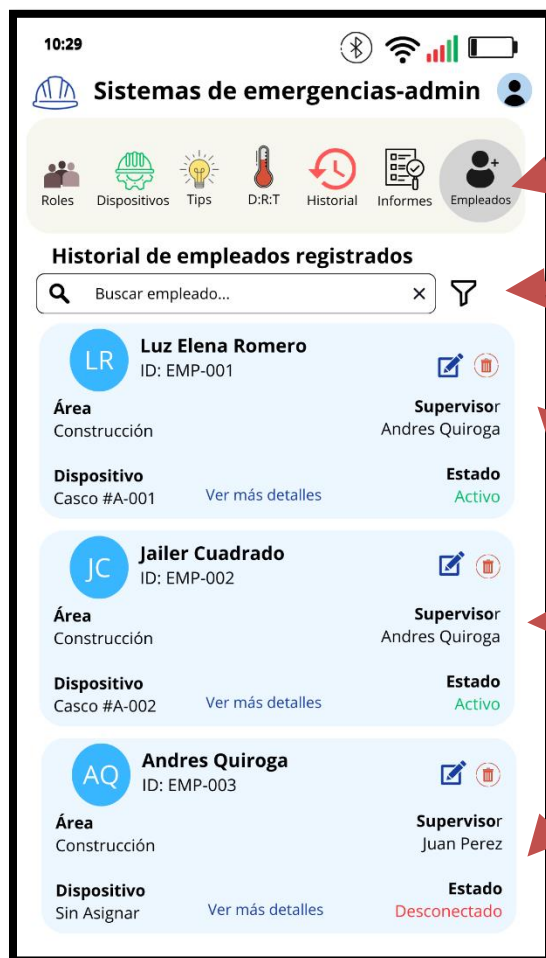 10:29
Sistemas de emergencias-admin
Roles Dispositivos Tips D:R:T Historial Informes Empleados
Historial de empleados registrados
Buscar empleado... ×
LR Luz Elena Romero
ID: EMP-001
Área Supervisor
Construcción Andres Quiroga
Dispositivo Estado
Casco #A-001 Ver más detalles Activo
JC Jailer Cuadrado
ID: EMP-002
Área Supervisor
Construcción Andres Quiroga
Dispositivo Estado
Casco #A-002 Ver más detalles Activo
AQ Andres Quiroga
ID: EMP-003
Área Supervisor
Construcción Juan Perez
Dispositivo Estado
Sin Asignar Ver más detalles Desconectado